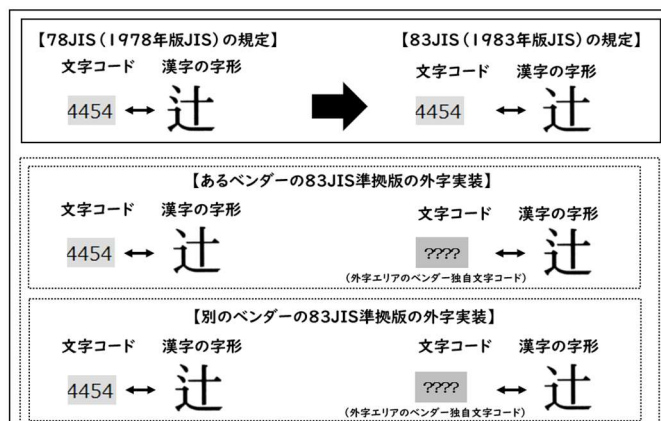 【78JIS(1978年版JIS)の規定】 【83JIS(1983年版JIS)の規定】
文字コード 漢字の字形 文字コード 漢字の字形
4454 辻 4454 辻
【あるベンダーの83JIS準拠版の外字実装】
文字コード 漢字の字形 文字コード 漢字の字形
4454 辻 ???? 辻
(外字エリアのベンダー独自文字コード)
【別のベンダーの83JIS準拠版の外字実装】
文字コード 漢字の字形 文字コード 漢字の字形
4454 辻 ???? 辻
(外字エリアのベンダー独自文字コード)